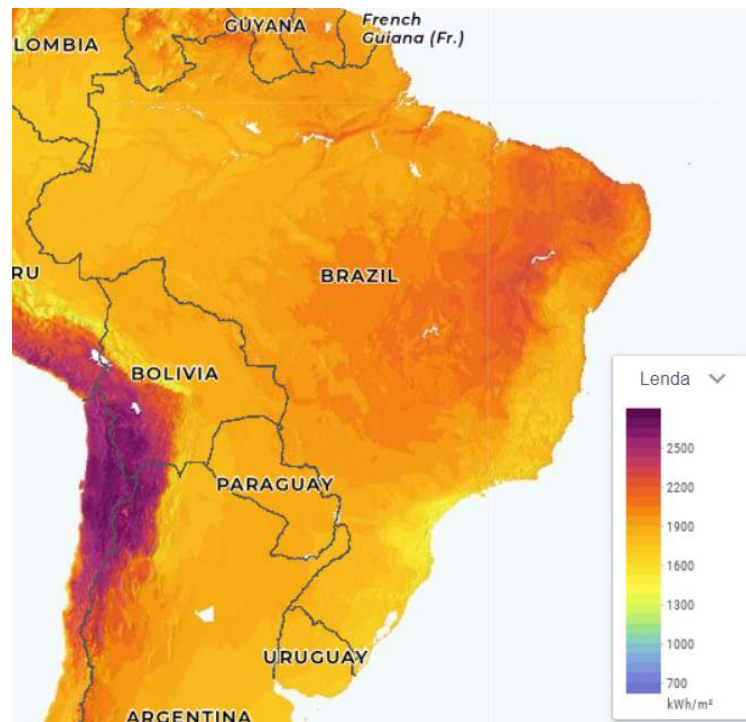 GUYANA
French
Guiana (Fr.)
LOMBIA
BRAZIL
RU
BOLIVIA
PARAGUAY
URUGUAY
ARGENTINA
Lenda
2500
2200
1900
1600
1300
1000
700
kWh/m²